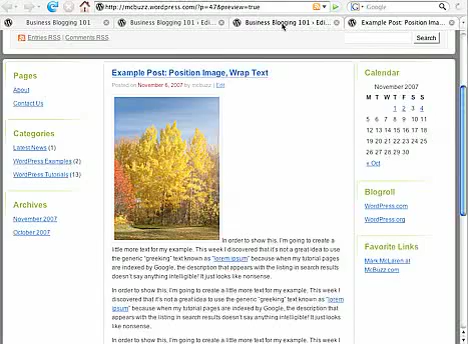 http://mcbuzz.wordpress.com/?p=47&preview=true
Google
Business Blogging 101
Business Blogging 101 › Edi...
Business Blogging 101 › Edi...
Example Post: Position Imag...
Entries RSS | Comments RSS
Search
Pages
About
Contact Us
Categories
Latest News (1)
WordPress Examples (2)
WordPress Tutorials (13)
Archives
November 2007
October 2007
Example Post: Position Image, Wrap Text
Posted on November 6, 2007 by mcbuzz | Edit
In order to show this, I'm going to create a
little more text for my example. This week I discovered that it's not a great idea to use
the generic "greeking" text known as "lorem ipsum" because when my tutorial pages
are indexed by Google, the description that appears with the listing in search results
doesn't say anything intelligible! It just looks like nonsense.
In order to show this, I'm going to create a little more text for my example. This week I
discovered that it's not a great idea to use the generic "greeking" text known as "lorem
ipsum" because when my tutorial pages are indexed by Google, the description that
appears with the listing in search results doesn't say anything intelligible! It just looks like
nonsense.
In order to show this, I'm going to create a little more text for my example. This week I
Calendar
November 2007
M T W T F S S
1 2 3 4
5 6 7 8 9 10 11
12 13 14 15 16 17 18
19 20 21 22 23 24 25
26 27 28 29 30
« Oct
Blogroll
WordPress.com
WordPress.org
Favorite Links
Mark McLaren at
McBuzz.com